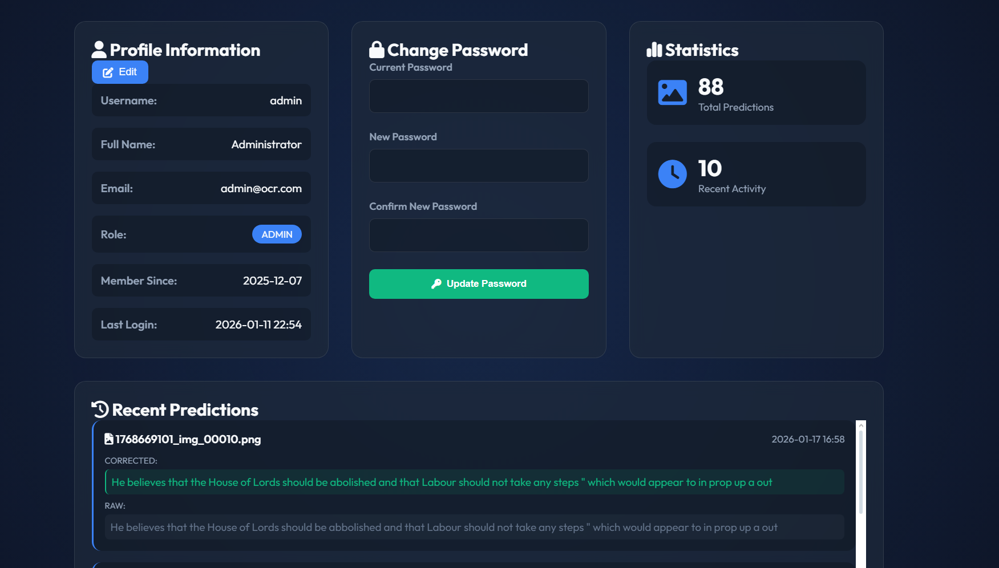 Profile Information
Edit
Username: admin
Full Name: Administrator
Email: admin@ocr.com
Role: ADMIN
Member Since: 2025-12-07
Last Login: 2026-01-11 22:54
Change Password
Current Password
New Password
Confirm New Password
Update Password
Statistics
88
Total Predictions
10
Recent Activity
Recent Predictions
1768669101_img_00010.png 2026-01-17 16:58
CORRECTED:
He believes that the House of Lords should be abolished and that Labour should not take any steps " which would appear to in prop up a out
RAW:
He believes that the House of Lords should be abbolished and that Labour should not take any steps " which would appear to in prop up a out